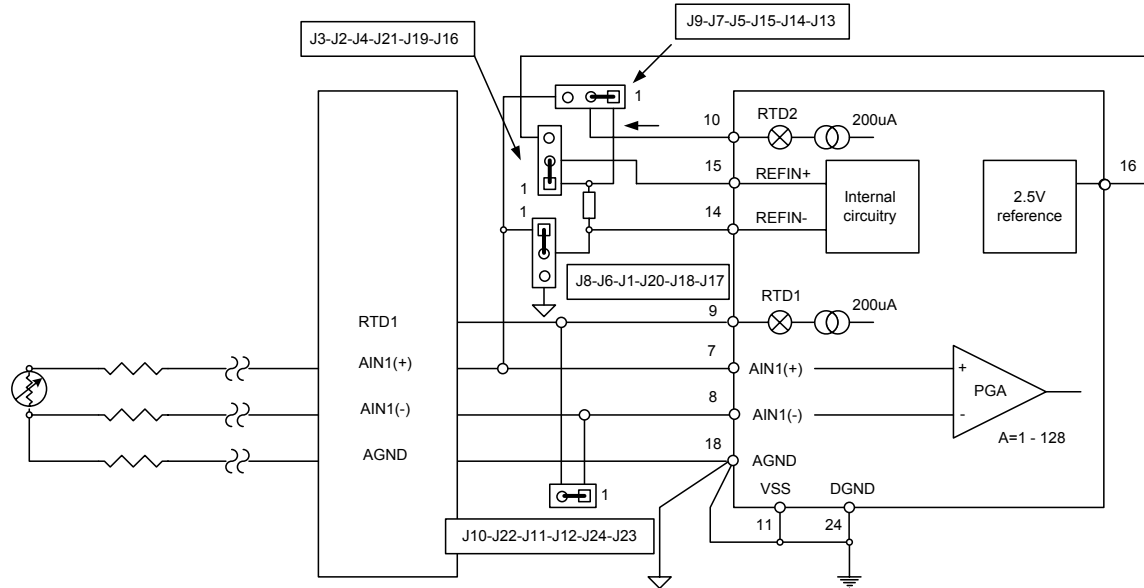 J9-J7-J5-J15-J14-J13
J3-J2-J4-J21-J19-J16
1
10
RTD2
200uA
15
REFIN+
16
1
1
14
REFIN-
Internal
circuitry
2.5V
reference
J8-J6-J1-J20-J18-J17
RTD1
9
RTD1
200uA
AIN1(+)
7
AIN1(+)
+
PGA
AIN1(-)
8
AIN1(-)
-
A=1 - 128
AGND
18
AGND
VSS
DGND
1
11
24
J10-J22-J11-J12-J24-J23